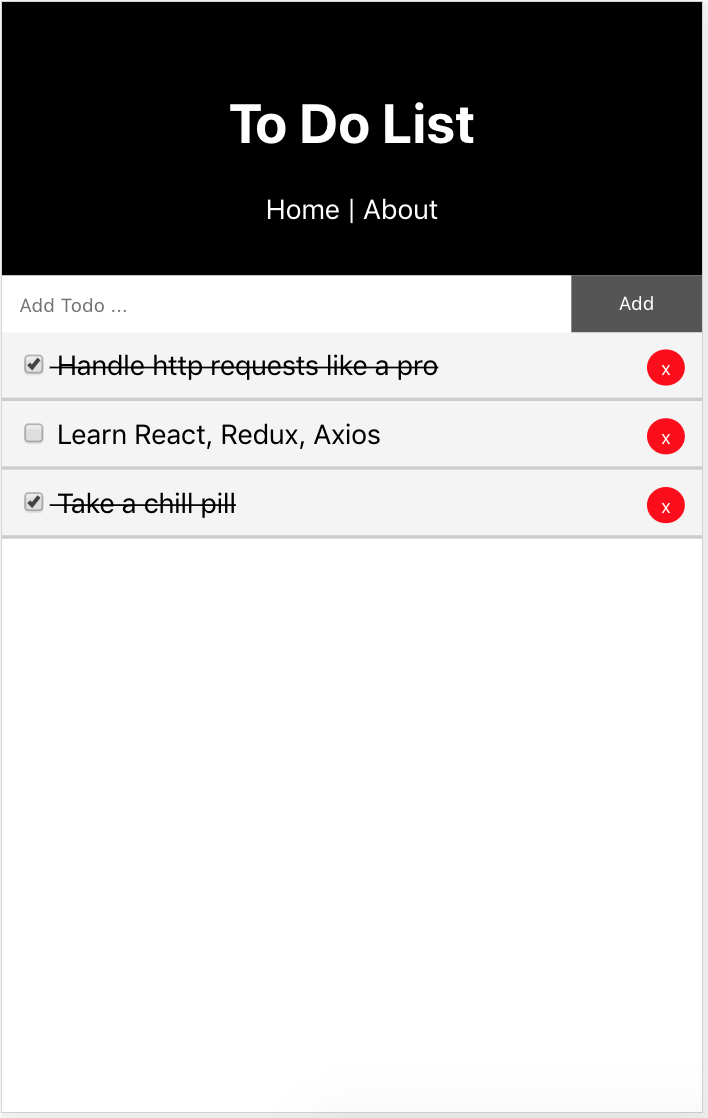 To Do List
Home | About
Add Todo ...
Add
Handle http requests like a pro
x
Learn React, Redux, Axios
x
Take a chill pill
x